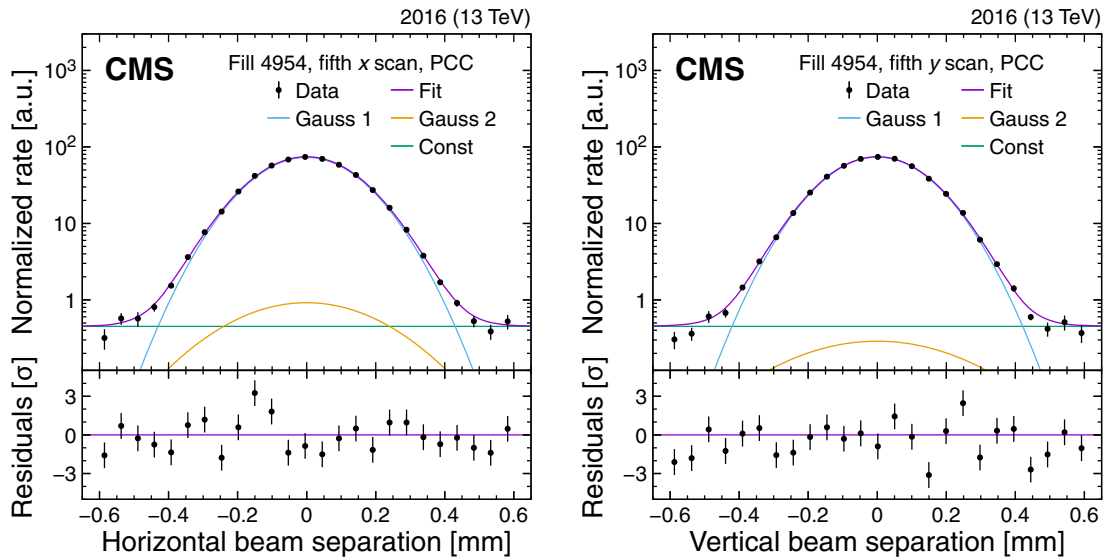 2016 (13 TeV)
CMS
Fill 4954, fifth x scan, PCC
Data
Fit
Gauss 1
Gauss 2
Const
Normalized rate [a.u.]
10³
10²
10
1
Residuals [σ]
3
0
−3
−0.6 −0.4 −0.2 0 0.2 0.4 0.6
Horizontal beam separation [mm]
2016 (13 TeV)
CMS
Fill 4954, fifth y scan, PCC
Data
Fit
Gauss 1
Gauss 2
Const
Normalized rate [a.u.]
10³
10²
10
1
Residuals [σ]
3
0
−3
−0.6 −0.4 −0.2 0 0.2 0.4 0.6
Vertical beam separation [mm]